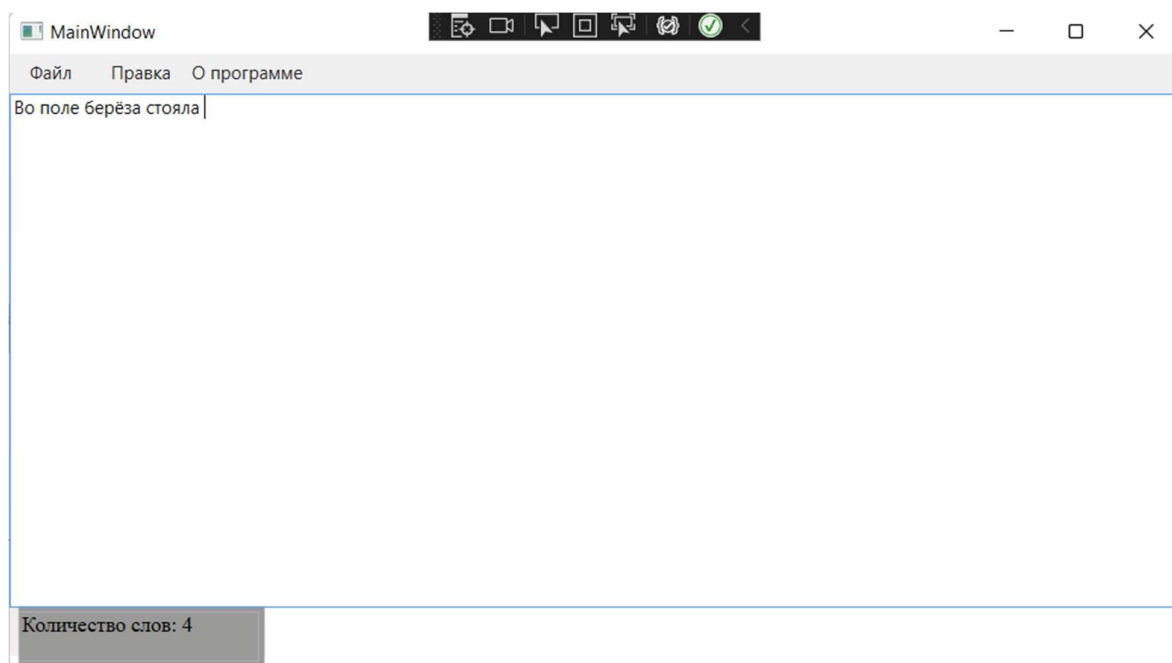 MainWindow
Файл Правка О программе
Во поле берёза стояла
Количество слов: 4